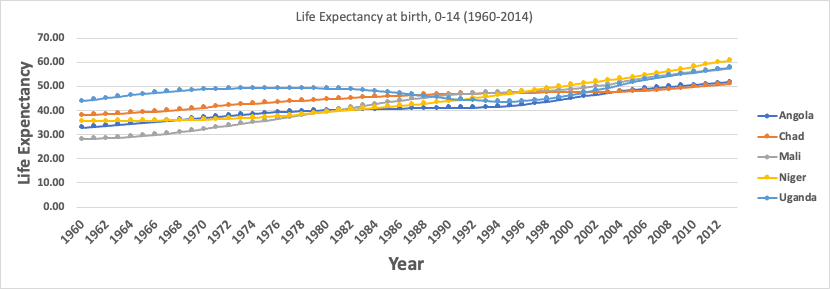 Life Expectancy at birth, 0-14 (1960-2014)
70.00
60.00
50.00
40.00
30.00
20.00
10.00
0.00
Life Expenctancy
1960 1962 1964 1966 1968 1970 1972 1974 1976 1978 1980 1982 1984 1986 1988 1990 1992 1994 1996 1998 2000 2002 2004 2006 2008 2010 2012
Year
Angola
Chad
Mali
Niger
Uganda